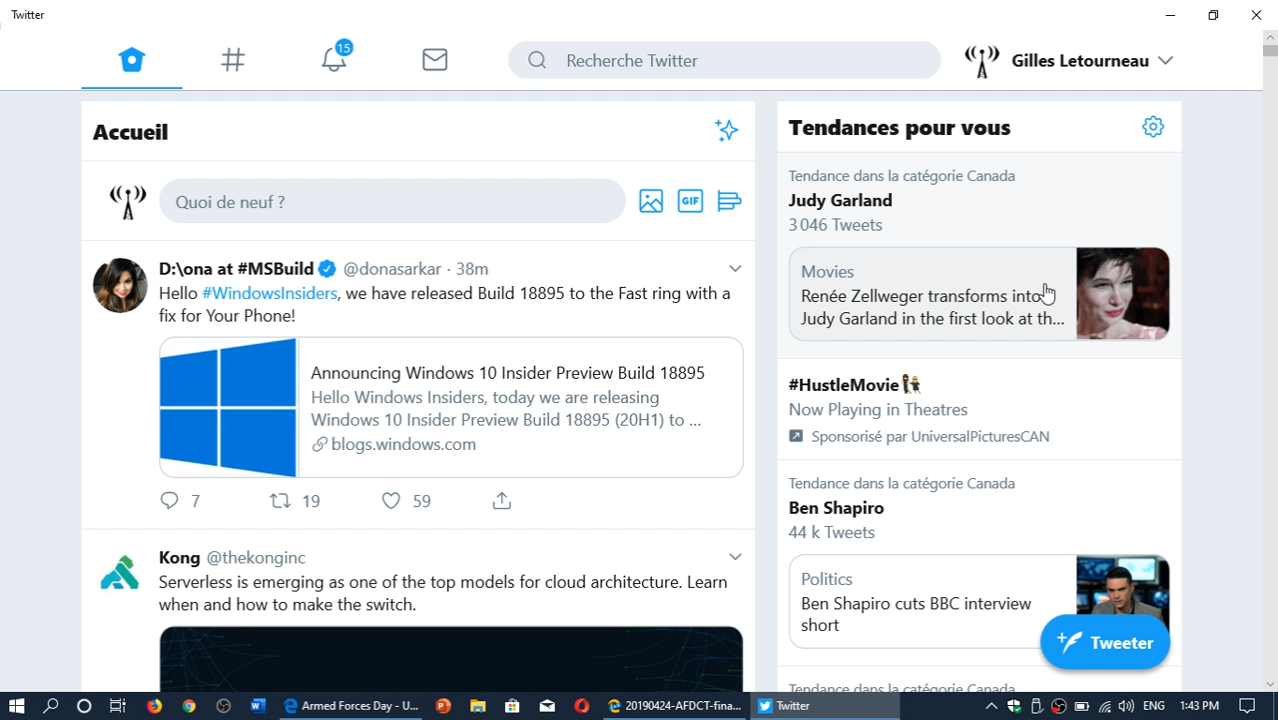 Twitter
15
Recherche Twitter
Gilles Letourneau
Accueil
Quoi de neuf ?
GIF
D:\ona at #MSBuild @donasarkar · 38m
Hello #WindowsInsiders, we have released Build 18895 to the Fast ring with a
fix for Your Phone!
Announcing Windows 10 Insider Preview Build 18895
Hello Windows Insiders, today we are releasing
Windows 10 Insider Preview Build 18895 (20H1) to ...
blogs.windows.com
7
19
59
Kong @thekonginc
Serverless is emerging as one of the top models for cloud architecture. Learn
when and how to make the switch.
Tendances pour vous
Tendance dans la catégorie Canada
Judy Garland
3 046 Tweets
Movies
Renée Zellweger transforms into
Judy Garland in the first look at th...
#HustleMovie
Now Playing in Theatres
Sponsorisé par UniversalPicturesCAN
Tendance dans la catégorie Canada
Ben Shapiro
44 k Tweets
Politics
Ben Shapiro cuts BBC interview
short
Tweeter
Tendance dans la catégorie Canada
Armed Forces Day - U...
20190424-AFDCT-fina...
Twitter
ENG
1:43 PM